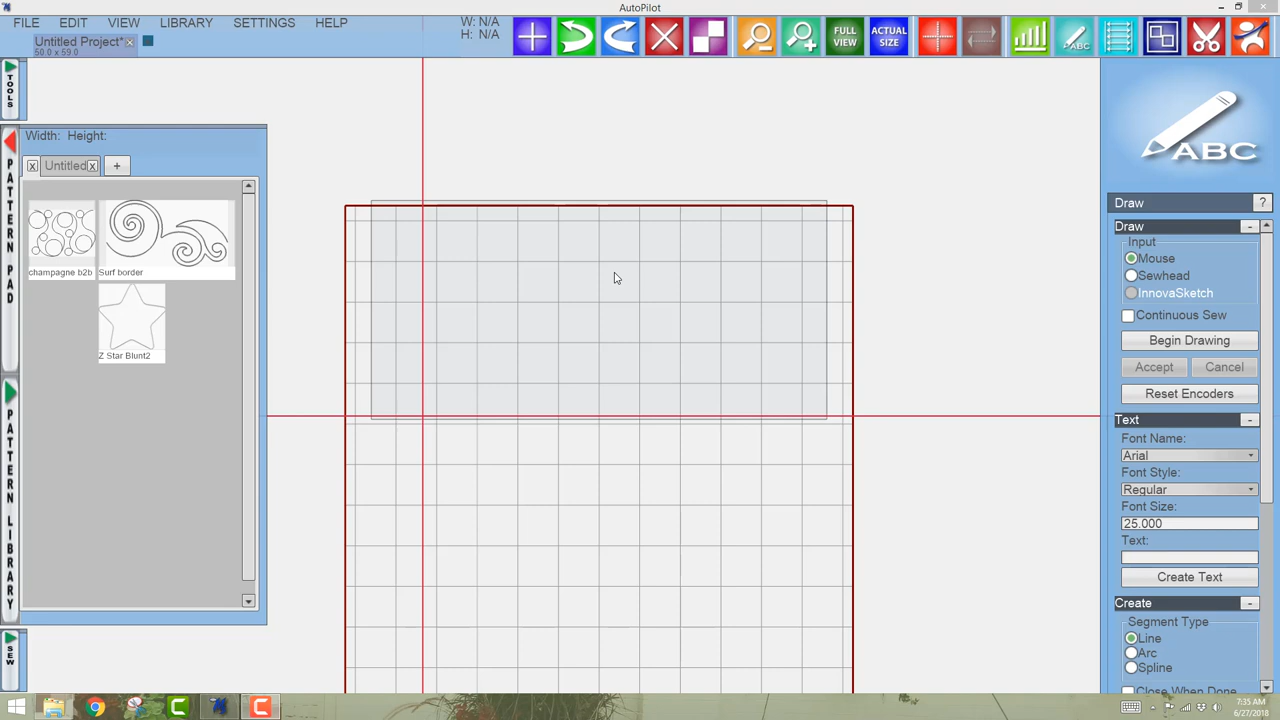 AutoPilot
FILE EDIT VIEW LIBRARY SETTINGS HELP
W: N/A
H: N/A
FULL VIEW
ACTUAL SIZE
ABC
Untitled Project* x
50.0 x 59.0
TOOLS
Width: Height:
X Untitled X +
PATTERN PAD
champagne b2b
Surf border
Z Star Blunt2
PATTERN LIBRARY
SEW
ABC
Draw ?
Draw -
Input
Mouse
Sewhead
InnovaSketch
Continuous Sew
Begin Drawing
Accept Cancel
Reset Encoders
Text -
Font Name:
Arial
Font Style:
Regular
Font Size:
25.000
Text:
Create Text
Create -
Segment Type
Line
Arc
Spline
Close When Done
7:35 AM
6/27/2018